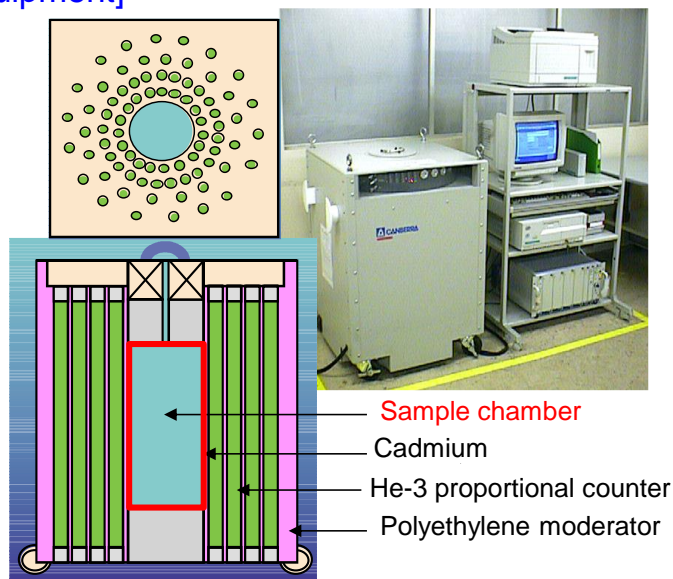 uipment]
CANBERRA
Sample chamber
Cadmium
He-3 proportional counter
Polyethylene moderator